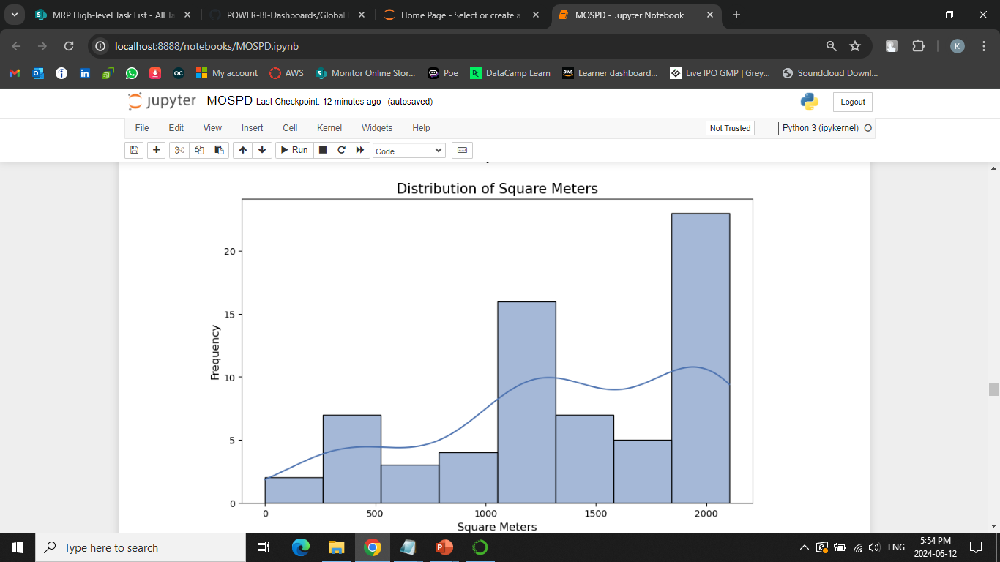 MRP High-level Task List - All Ta
POWER-BI-Dashboards/Global
Home Page - Select or create a
MOSPD - Jupyter Notebook
localhost:8888/notebooks/MOSPD.ipynb
K
My account
AWS
Monitor Online Stor...
Poe
DataCamp Learn
Learner dashboard...
Live IPO GMP | Grey...
Soundcloud Downl...
jupyter MOSPD Last Checkpoint: 12 minutes ago (autosaved)
Logout
File Edit View Insert Cell Kernel Widgets Help
Not Trusted
Python 3 (ipykernel)
Run
Code
Distribution of Square Meters
20
15
10
5
0
Frequency
0 500 1000 1500 2000
Square Meters
Type here to search
ENG
5:54 PM
2024-06-12